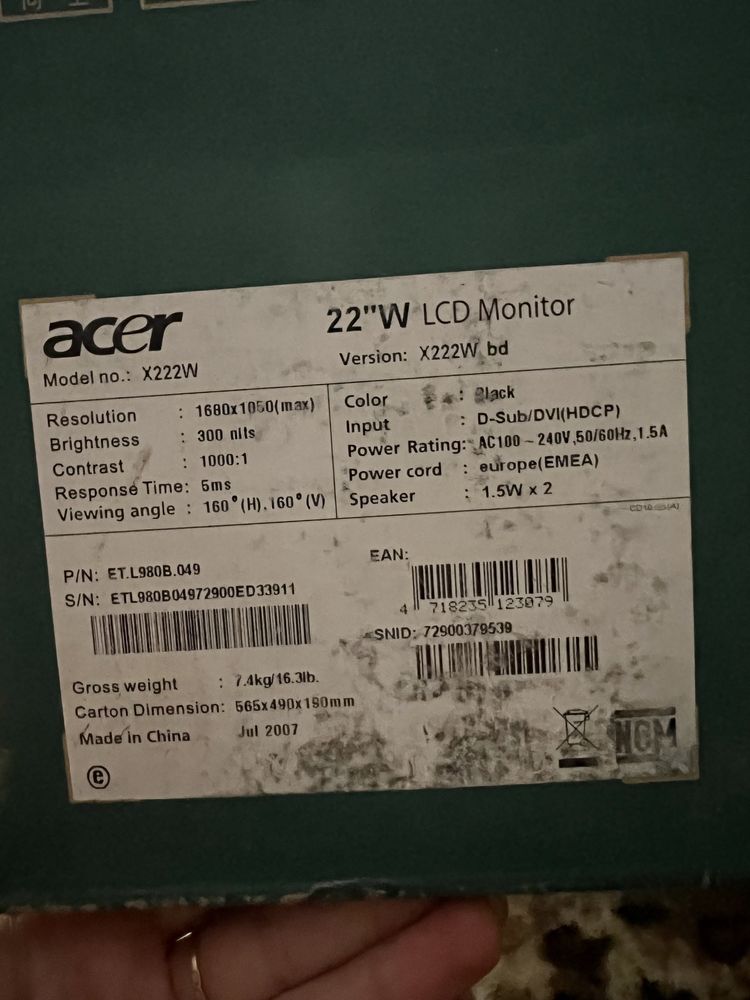 acer
22"W LCD Monitor
Model no.: X222W
Version: X222W bd
Resolution : 1680x1050(max)
Brightness : 300 nits
Contrast : 1000:1
Response Time: 5ms
Viewing angle : 160°(H),160°(V)
Color : Black
Input : D-Sub/DVI(HDCP)
Power Rating: AC100~240V,50/60Hz,1.5A
Power cord : europe(EMEA)
Speaker : 1.5W x 2
P/N: ET.L980B.049
S/N: ETL980B04972900ED33911
EAN:
4 718235 123079
SNID: 72900379539
Gross weight : 7.4kg/16.3lb.
Carton Dimension: 565x490x190mm
Made in China Jul 2007
e
NGM